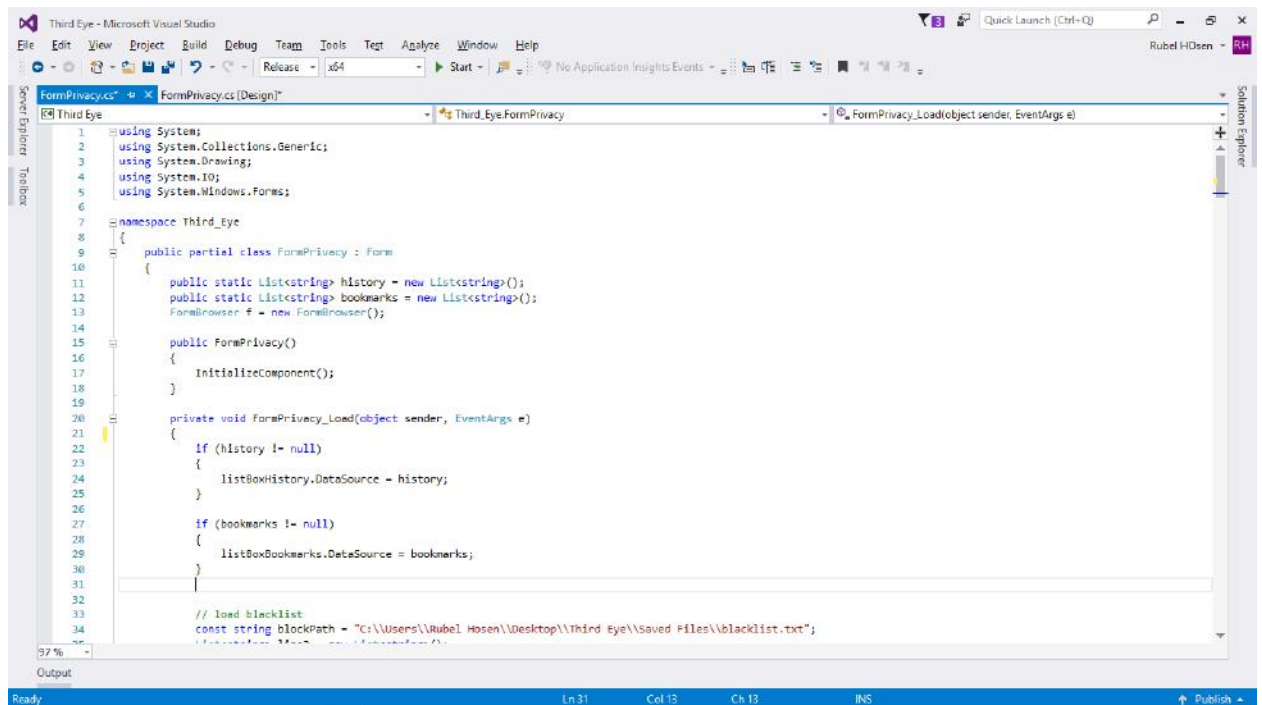 Third Eye - Microsoft Visual Studio
3
Quick Launch (Ctrl+Q)
File Edit View Project Build Debug Team Tools Test Analyze Window Help
Rubel HOsen RH
Release x64 Start No Application Insights Events
Server Explorer
Toolbox
Solution Explorer
FormPrivacy.cs* FormPrivacy.cs [Design]*
C# Third Eye Third_Eye.FormPrivacy FormPrivacy_Load(object sender, EventArgs e)
1 using System;
2 using System.Collections.Generic;
3 using System.Drawing;
4 using System.IO;
5 using System.Windows.Forms;
6
7 namespace Third_Eye
8 {
9 public partial class FormPrivacy : Form
10 {
11 public static List<string> history = new List<string>();
12 public static List<string> bookmarks = new List<string>();
13 FormBrowser f = new FormBrowser();
14
15 public FormPrivacy()
16 {
17 InitializeComponent();
18 }
19
20 private void FormPrivacy_Load(object sender, EventArgs e)
21 {
22 if (history != null)
23 {
24 listBoxHistory.DataSource = history;
25 }
26
27 if (bookmarks != null)
28 {
29 listBoxBookmarks.DataSource = bookmarks;
30 }
31
32
33 // load blacklist
34 const string blockPath = "C:\\Users\\Rubel Hosen\\Desktop\\Third Eye\\Saved Files\\blacklist.txt";
97 %
Output
Ready Ln 31 Col 13 Ch 13 INS Publish